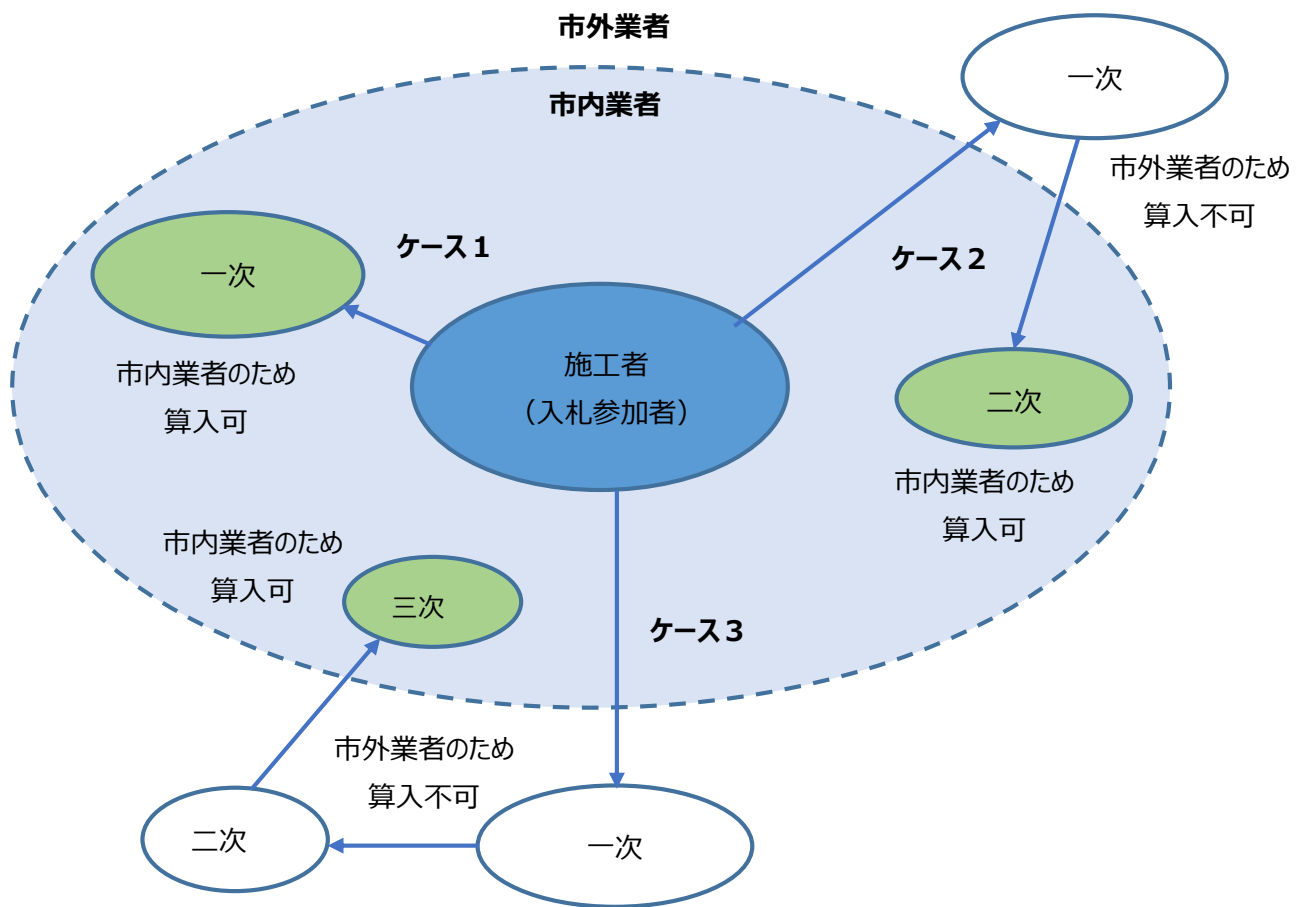 市外業者
一次
市内業者
市外業者のため
算入不可
ケース1
ケース2
一次
施工者
（入札参加者）
市内業者のため
算入可
二次
市内業者のため
算入可
市内業者のため
算入可
三次
ケース3
市外業者のため
算入不可
二次
一次